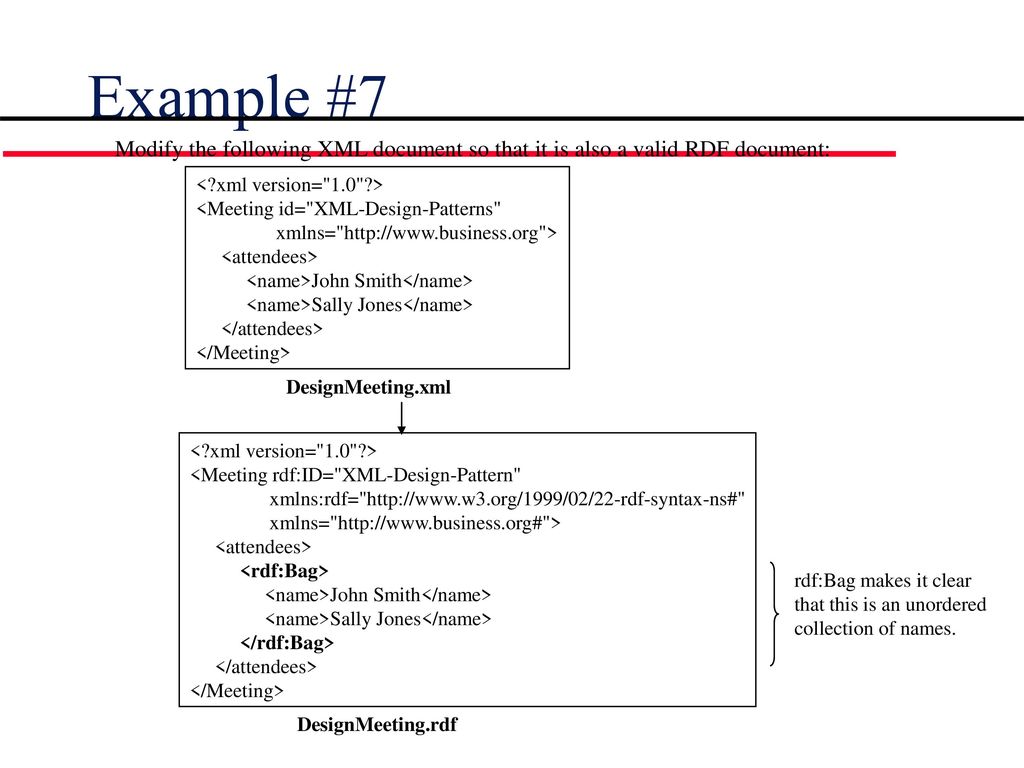 Example #7
Modify the following XML document so that it is also a valid RDF document:
<?xml version="1.0"?>
<Meeting id="XML-Design-Patterns"
xmlns="http://www.business.org">
<attendees>
<name>John Smith</name>
<name>Sally Jones</name>
</attendees>
</Meeting>
DesignMeeting.xml
<?xml version="1.0"?>
<Meeting rdf:ID="XML-Design-Pattern"
xmlns:rdf="http://www.w3.org/1999/02/22-rdf-syntax-ns#"
xmlns="http://www.business.org#">
<attendees>
<rdf:Bag>
<name>John Smith</name>
<name>Sally Jones</name>
</rdf:Bag>
</attendees>
</Meeting>
rdf:Bag makes it clear
that this is an unordered
collection of names.
DesignMeeting.rdf